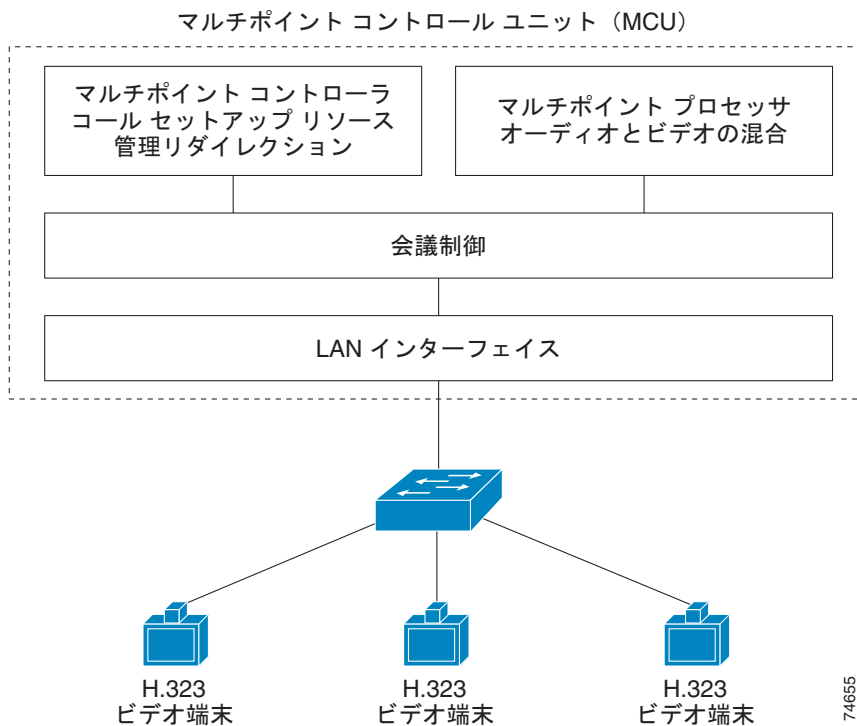 マルチポイント コントロール ユニット（MCU）
マルチポイント コントローラ
コール セットアップ リソース
管理リダイレクション
マルチポイント プロセッサ
オーディオとビデオの混合
会議制御
LAN インターフェイス
H.323
ビデオ端末
H.323
ビデオ端末
H.323
ビデオ端末
74655